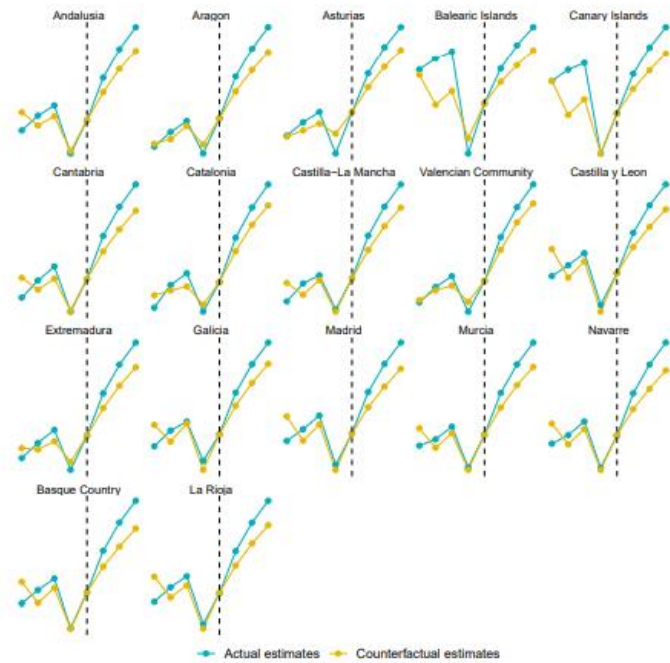 Andalusia
Aragon
Asturias
Balearic Islands
Canary Islands
Cantabria
Catalonia
Castilla−La Mancha
Valencian Community
Castilla y Leon
Extremadura
Galicia
Madrid
Murcia
Navarre
Basque Country
La Rioja
Actual estimates
Counterfactual estimates